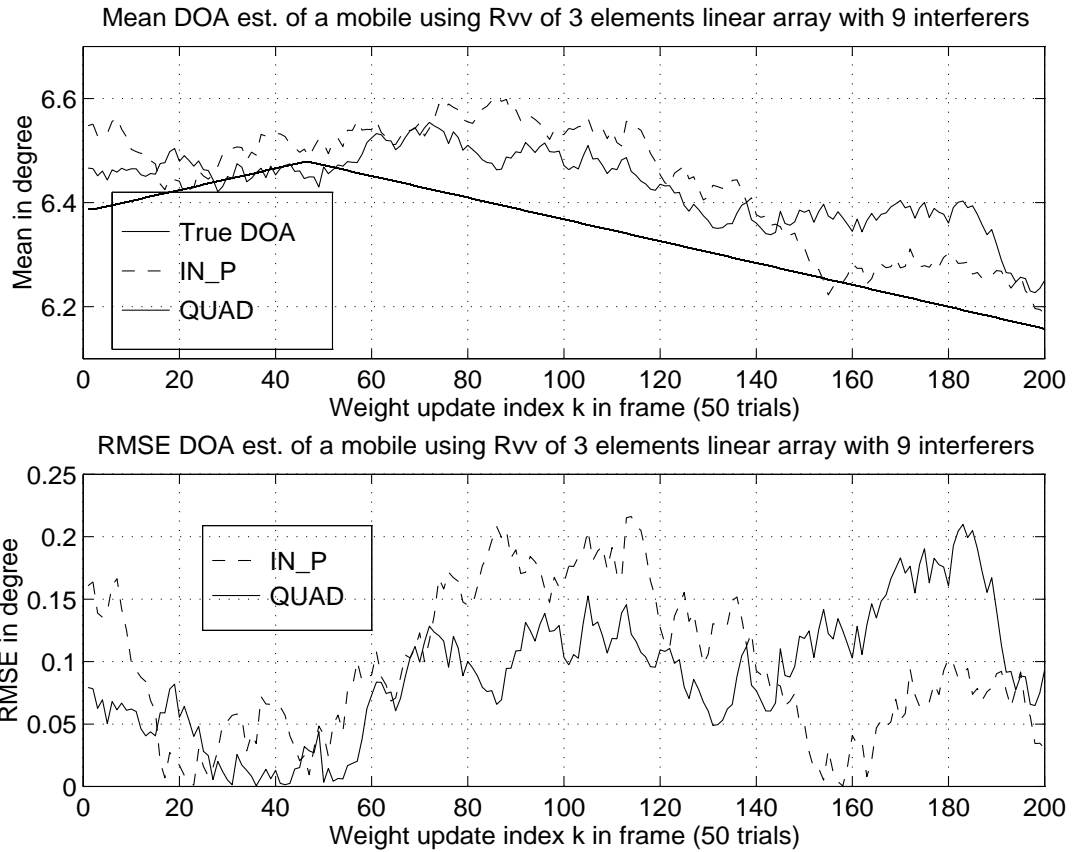 Mean DOA est. of a mobile using Rvv of 3 elements linear array with 9 interferers
Mean in degree
6.6
6.4
6.2
True DOA
IN_P
QUAD
0 20 40 60 80 100 120 140 160 180 200
Weight update index k in frame (50 trials)
RMSE DOA est. of a mobile using Rvv of 3 elements linear array with 9 interferers
RMSE in degree
0.25
0.2
0.15
0.1
0.05
0
IN_P
QUAD
0 20 40 60 80 100 120 140 160 180 200
Weight update index k in frame (50 trials)